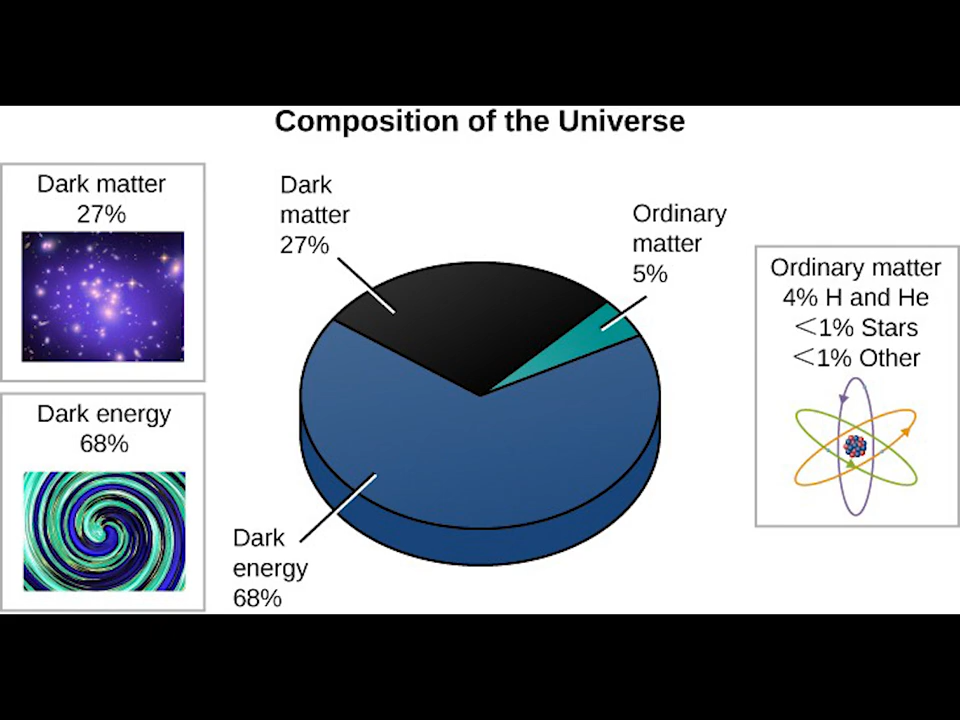 Composition of the Universe
Dark matter
27%
Dark energy
68%
Dark
matter
27%
Ordinary
matter
5%
Dark
energy
68%
Ordinary matter
4% H and He
<1% Stars
<1% Other